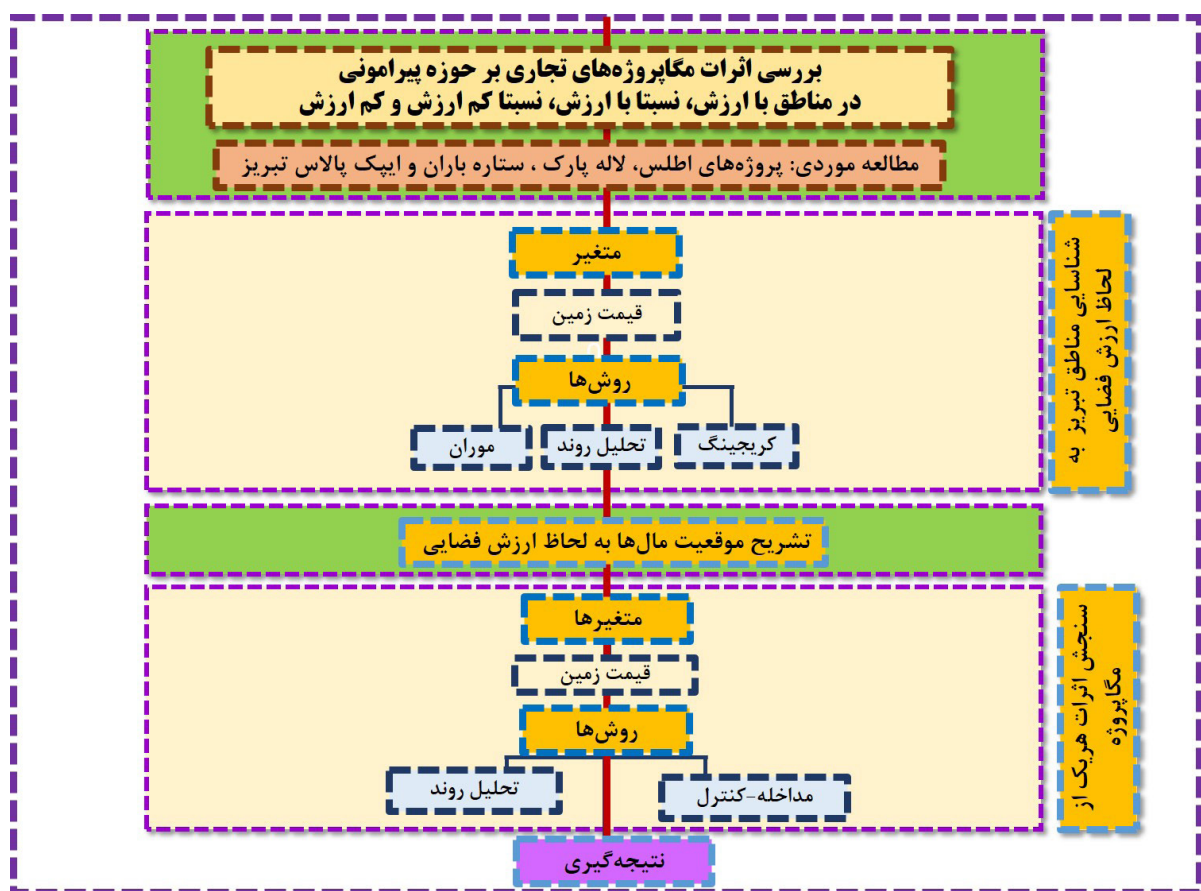 بررسی اثرات مگاپروژه‌های تجاری بر حوزه پیرامونی
در مناطق با ارزش، نسبتا با ارزش، نسبتا کم ارزش و کم ارزش
مطالعه موردی: پروژه‌های اطلس، لاله پارک ، ستاره باران و ایپک پالاس تبریز
شناسایی مناطق تبریز به
لحاظ ارزش فضایی
متغیر
قیمت زمین
روش‌ها
کریجینگ
تحلیل روند
موران
تشریح موقعیت مال‌ها به لحاظ ارزش فضایی
سنجش اثرات هریک از
مگاپروژه
متغیرها
قیمت زمین
روش‌ها
مداخله-کنترل
تحلیل روند
نتیجه‌گیری